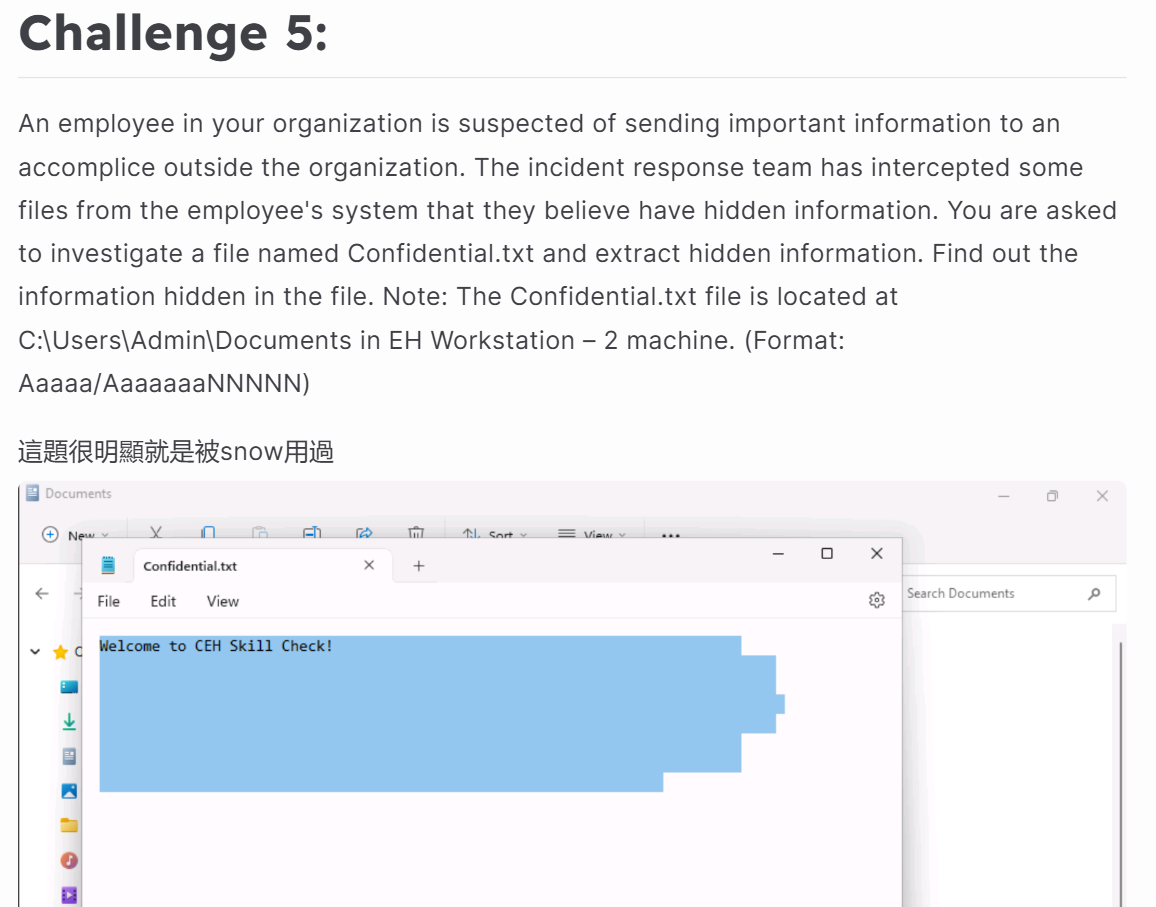 Challenge 5:
An employee in your organization is suspected of sending important information to an
accomplice outside the organization. The incident response team has intercepted some
files from the employee's system that they believe have hidden information. You are asked
to investigate a file named Confidential.txt and extract hidden information. Find out the
information hidden in the file. Note: The Confidential.txt file is located at
C:\Users\Admin\Documents in EH Workstation – 2 machine. (Format:
Aaaaa/AaaaaaaNNNNN)
這題很明顯就是被snow用過
Documents
New
Sort
View
Confidential.txt
File Edit View
Search Documents
Welcome to CEH Skill Check!